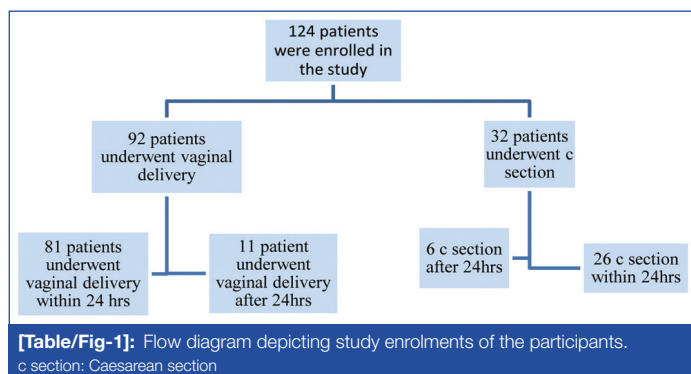 124 patients
were enrolled in
the study
92 patients
underwent vaginal
delivery
32 patients
underwent c
section
81 patients
underwent
vaginal delivery
within 24 hrs
11 patient
underwent
vaginal delivery
after 24hrs
6 c section
after 24hrs
26 c section
within 24hrs
[Table/Fig-1]: Flow diagram depicting study enrolments of the participants.
c section: Caesarean section